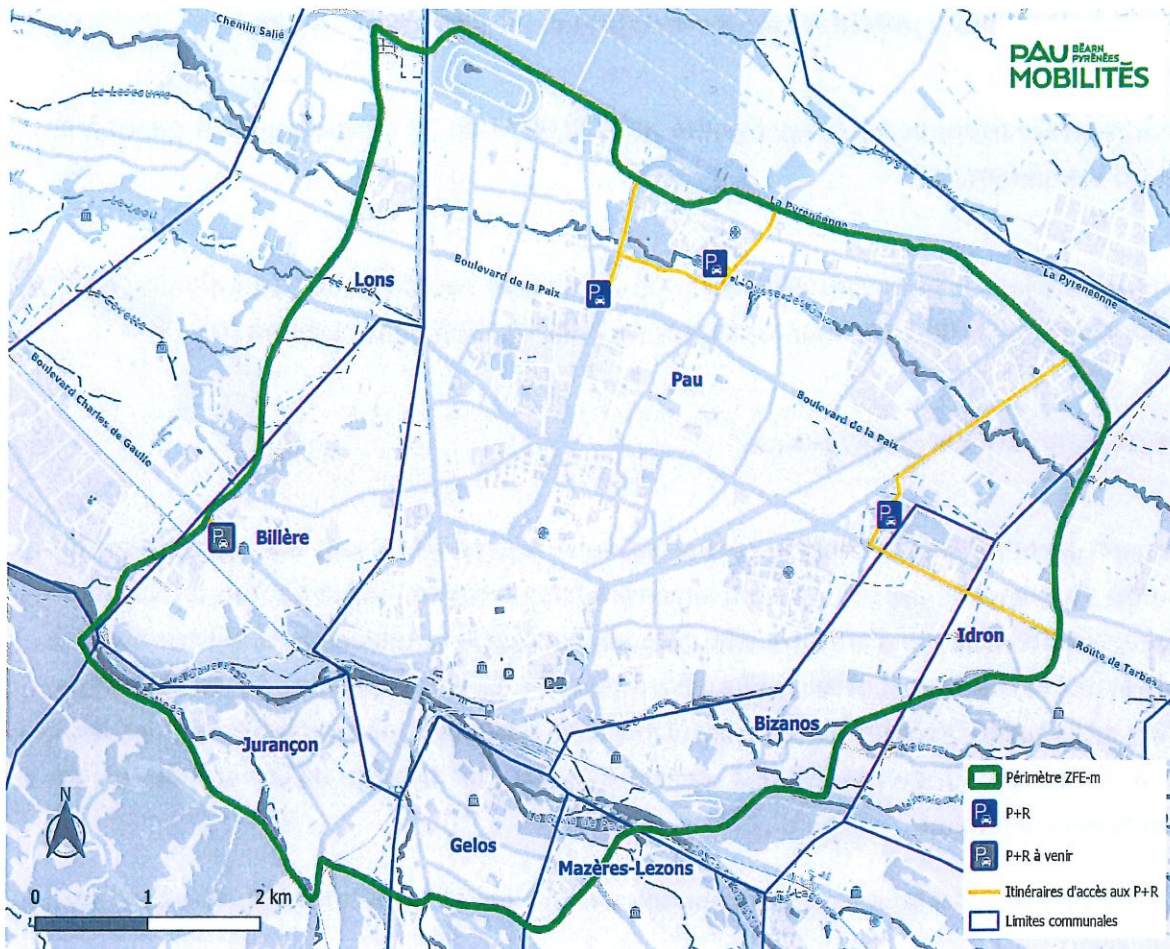 Chemin Salié
PAU BÉARN PYRÉNÉES
MOBILITÉS
La Pyrénéenne
Lons
Boulevard de la Paix
La Pyrénéenne
Boulevard Charles de Gaulle
Pau
Boulevard de la Paix
Billère
Idron
Route de Tarbes
Bizanos
Jurançon
Gelos
Mazères-Lezons
N
0 1 2 km
Périmètre ZFE-m
P+R
P+R à venir
Itinéraires d'accès aux P+R
Limites communales